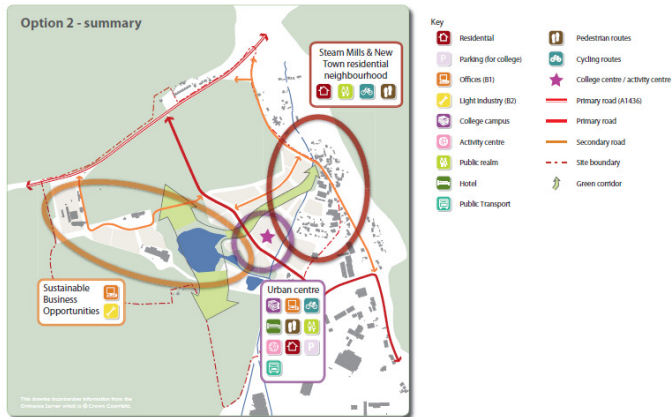 Option 2 - summary
Steam Mills & New
Town residential
neighbourhood
Sustainable
Business
Opportunities
Urban centre
P
This drawing incorporates information from the
Ordnance Survey which is © Crown Copyright.
Key
Residential
P
Parking (for college)
Offices (B1)
Light Industry (B2)
College campus
Activity centre
Public realm
Hotel
Public Transport
Pedestrian routes
Cycling routes
College centre / activity centre
Primary road (A1436)
Primary road
Secondary road
Site boundary
Green corridor